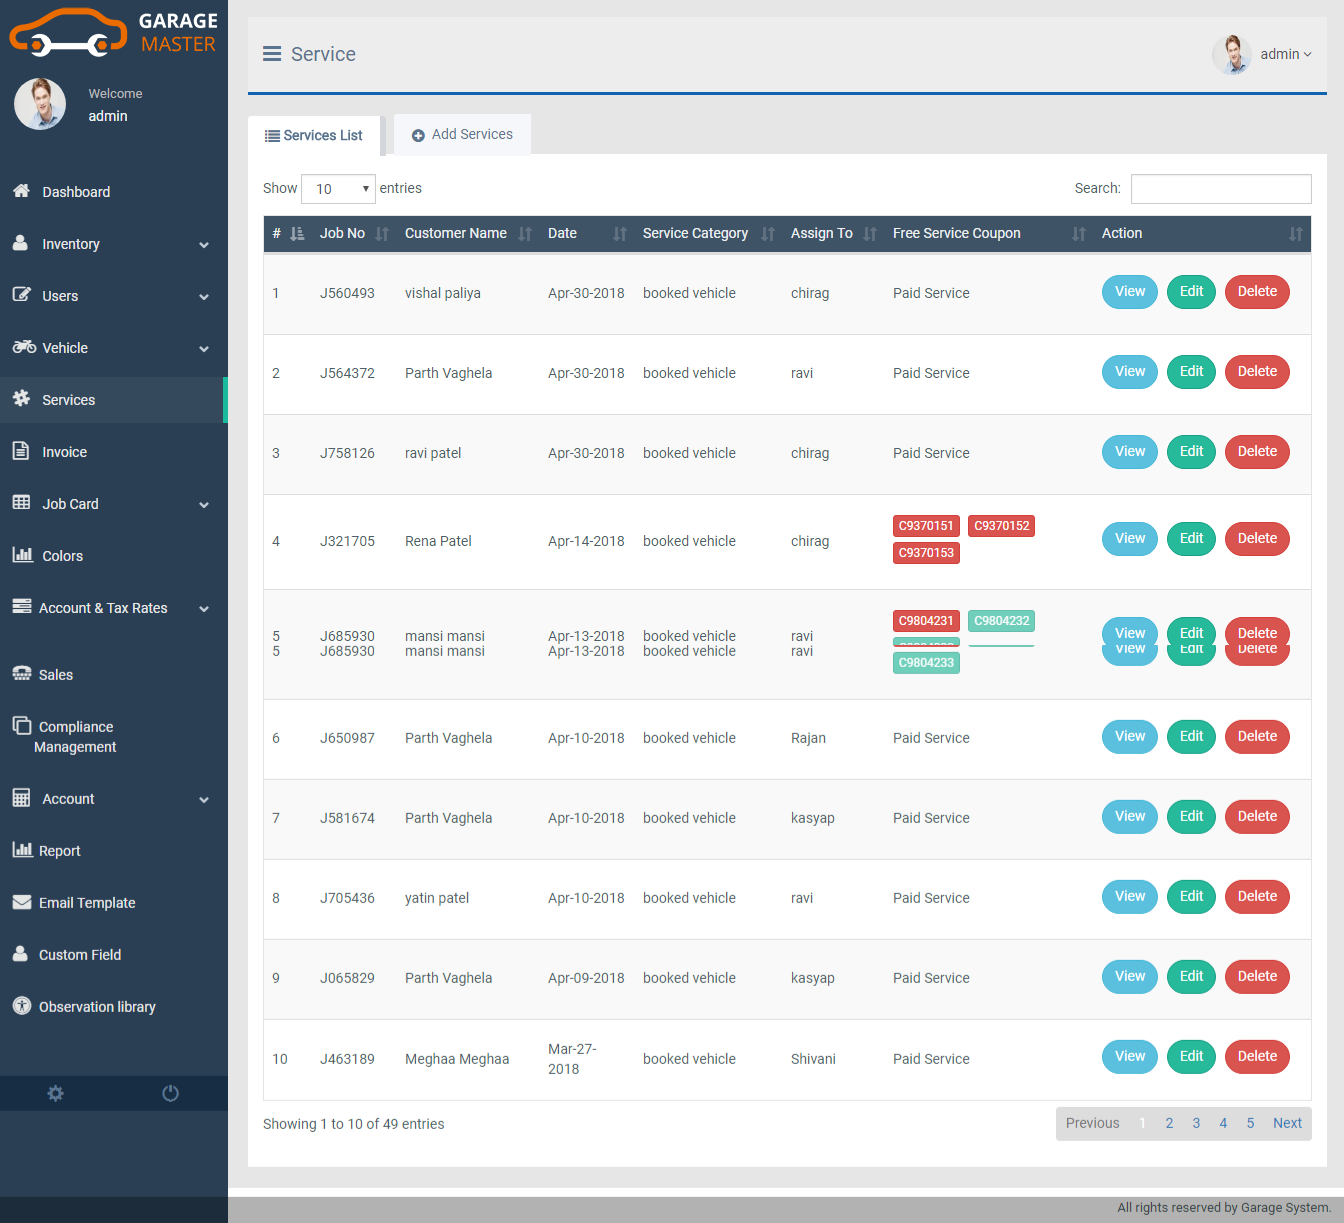 GARAGE
MASTER
Welcome
admin
Dashboard
Inventory
Users
Vehicle
Services
Invoice
Job Card
Colors
Account & Tax Rates
Sales
Compliance
Management
Account
Report
Email Template
Custom Field
Observation library
Service
admin
Services List
Add Services
Show 10 entries
Search:
# Job No Customer Name Date Service Category Assign To Free Service Coupon Action
1 J560493 vishal paliya Apr-30-2018 booked vehicle chirag Paid Service View Edit Delete
2 J564372 Parth Vaghela Apr-30-2018 booked vehicle ravi Paid Service View Edit Delete
3 J758126 ravi patel Apr-30-2018 booked vehicle chirag Paid Service View Edit Delete
C9370151 C9370152
4 J321705 Rena Patel Apr-14-2018 booked vehicle chirag View Edit Delete
C9370153
C9804231 C9804232
5 J685930 mansi mansi Apr-13-2018 booked vehicle ravi View Edit Delete
5 J685930 mansi mansi Apr-13-2018 booked vehicle ravi View Edit Delete
C9804233
6 J650987 Parth Vaghela Apr-10-2018 booked vehicle Rajan Paid Service View Edit Delete
7 J581674 Parth Vaghela Apr-10-2018 booked vehicle kasyap Paid Service View Edit Delete
8 J705436 yatin patel Apr-10-2018 booked vehicle ravi Paid Service View Edit Delete
9 J065829 Parth Vaghela Apr-09-2018 booked vehicle kasyap Paid Service View Edit Delete
Mar-27-
10 J463189 Meghaa Meghaa booked vehicle Shivani Paid Service View Edit Delete
2018
Showing 1 to 10 of 49 entries
Previous 1 2 3 4 5 Next
All rights reserved by Garage System.